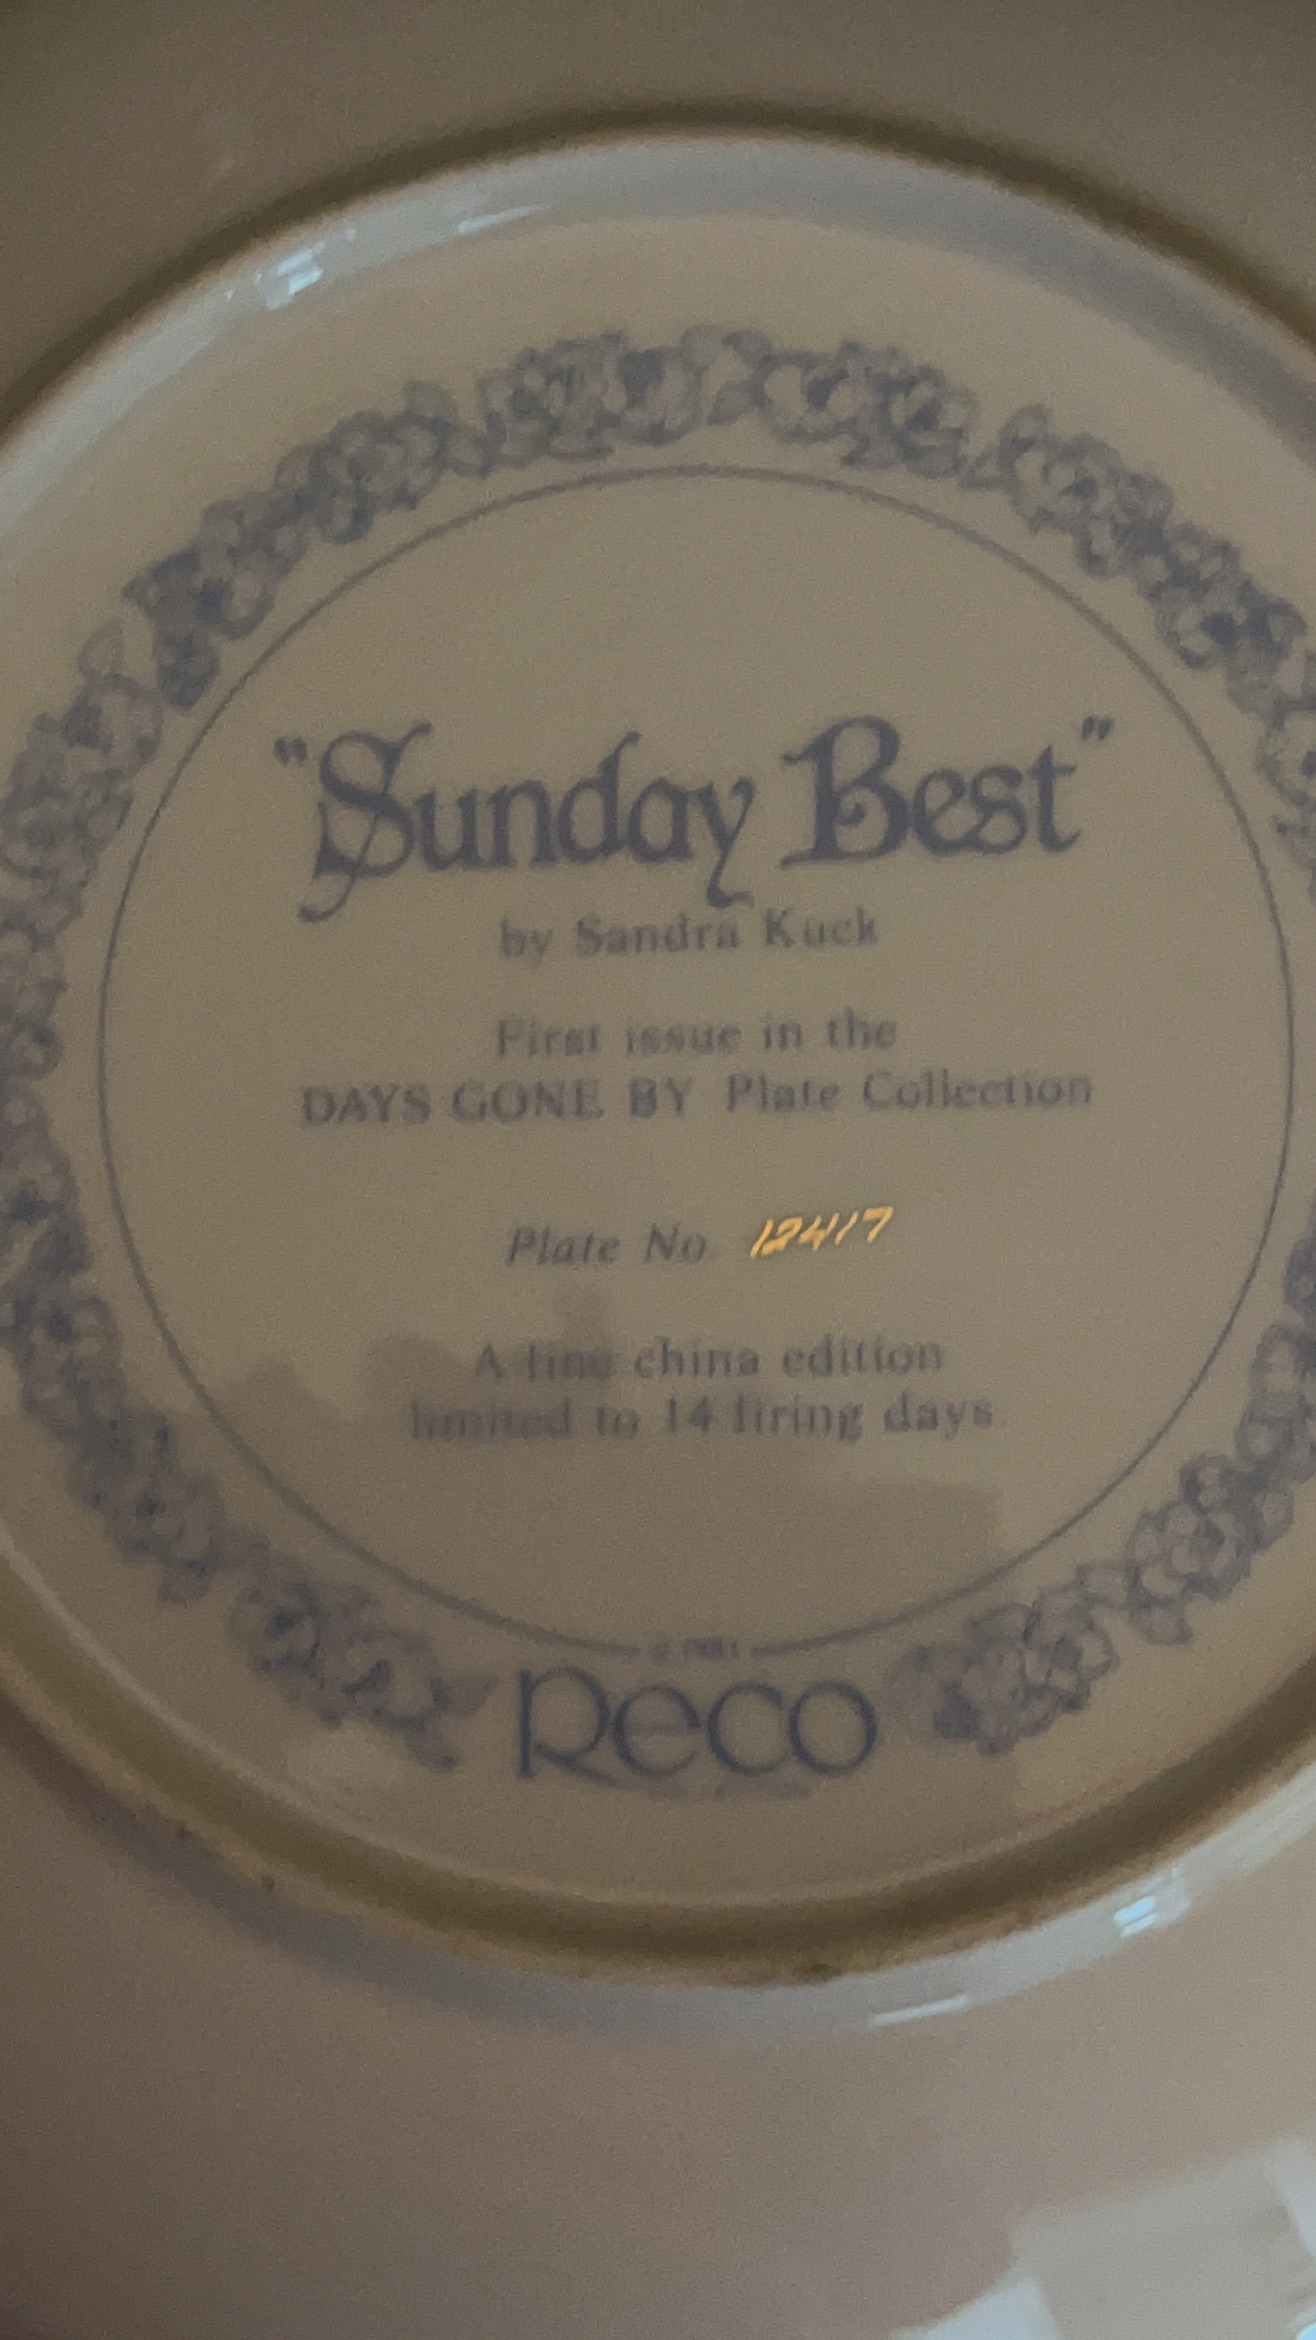 "Sunday Best"
by Sandra Kuck
First issue in the
DAYS GONE BY Plate Collection
Plate No. 12417
A fine china edition
limited to 14 firing days.
Reco